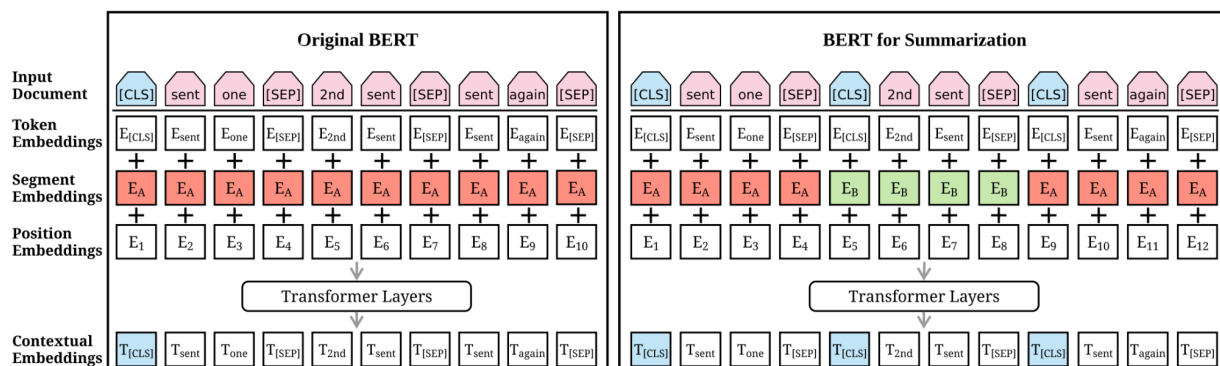 Original BERT
BERT for Summarization
Input
Document
[CLS] sent one [SEP] 2nd sent [SEP] sent again [SEP]
[CLS] sent one [SEP] [CLS] 2nd sent [SEP] [CLS] sent again [SEP]
Token
Embeddings
E[CLS] Esent Eone E[SEP] E2nd Esent E[SEP] Esent Eagain E[SEP]
E[CLS] Esent Eone E[SEP] E[CLS] E2nd Esent E[SEP] E[CLS] Esent Eagain E[SEP]
+ + + + + + + + + +
+ + + + + + + + + + + +
Segment
Embeddings
EA EA EA EA EA EA EA EA EA EA
EA EA EA EA EB EB EB EB EA EA EA EA
+ + + + + + + + + +
+ + + + + + + + + + + +
Position
Embeddings
E1 E2 E3 E4 E5 E6 E7 E8 E9 E10
E1 E2 E3 E4 E5 E6 E7 E8 E9 E10 E11 E12
Transformer Layers
Transformer Layers
Contextual
Embeddings
T[CLS] Tsent Tone T[SEP] T2nd Tsent T[SEP] Tsent Tagain T[SEP]
T[CLS] Tsent Tone T[SEP] T[CLS] T2nd Tsent T[SEP] T[CLS] Tsent Tagain T[SEP]